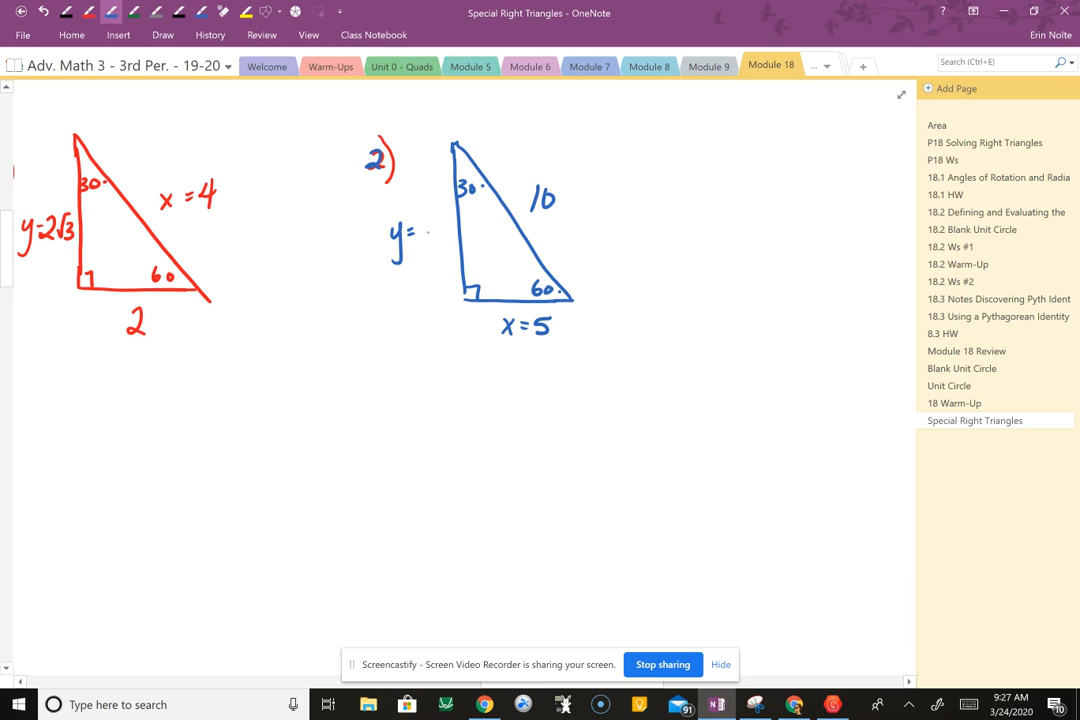 Special Right Triangles - OneNote
?
File
Home
Insert
Draw
History
Review
View
Class Notebook
Erin Nolte
Adv. Math 3 - 3rd Per. - 19-20
Welcome
Warm-Ups
Unit 0 - Quads
Module 5
Module 6
Module 7
Module 8
Module 9
Module 18
...
+
Search (Ctrl+E)
Add Page
Area
P18 Solving Right Triangles
P18 Ws
18.1 Angles of Rotation and Radia
18.1 HW
18.2 Defining and Evaluating the
18.2 Blank Unit Circle
18.2 Ws #1
18.2 Warm-Up
18.2 Ws #2
18.3 Notes Discovering Pyth Ident
18.3 Using a Pythagorean Identity
8.3 HW
Module 18 Review
Blank Unit Circle
Unit Circle
18 Warm-Up
Special Right Triangles
)
30
x = 4
y=2√3
60
2
2)
30
10
y=
60
x = 5
Screencastify - Screen Video Recorder is sharing your screen.
Stop sharing
Hide
Type here to search
91
9:27 AM
3/24/2020
10